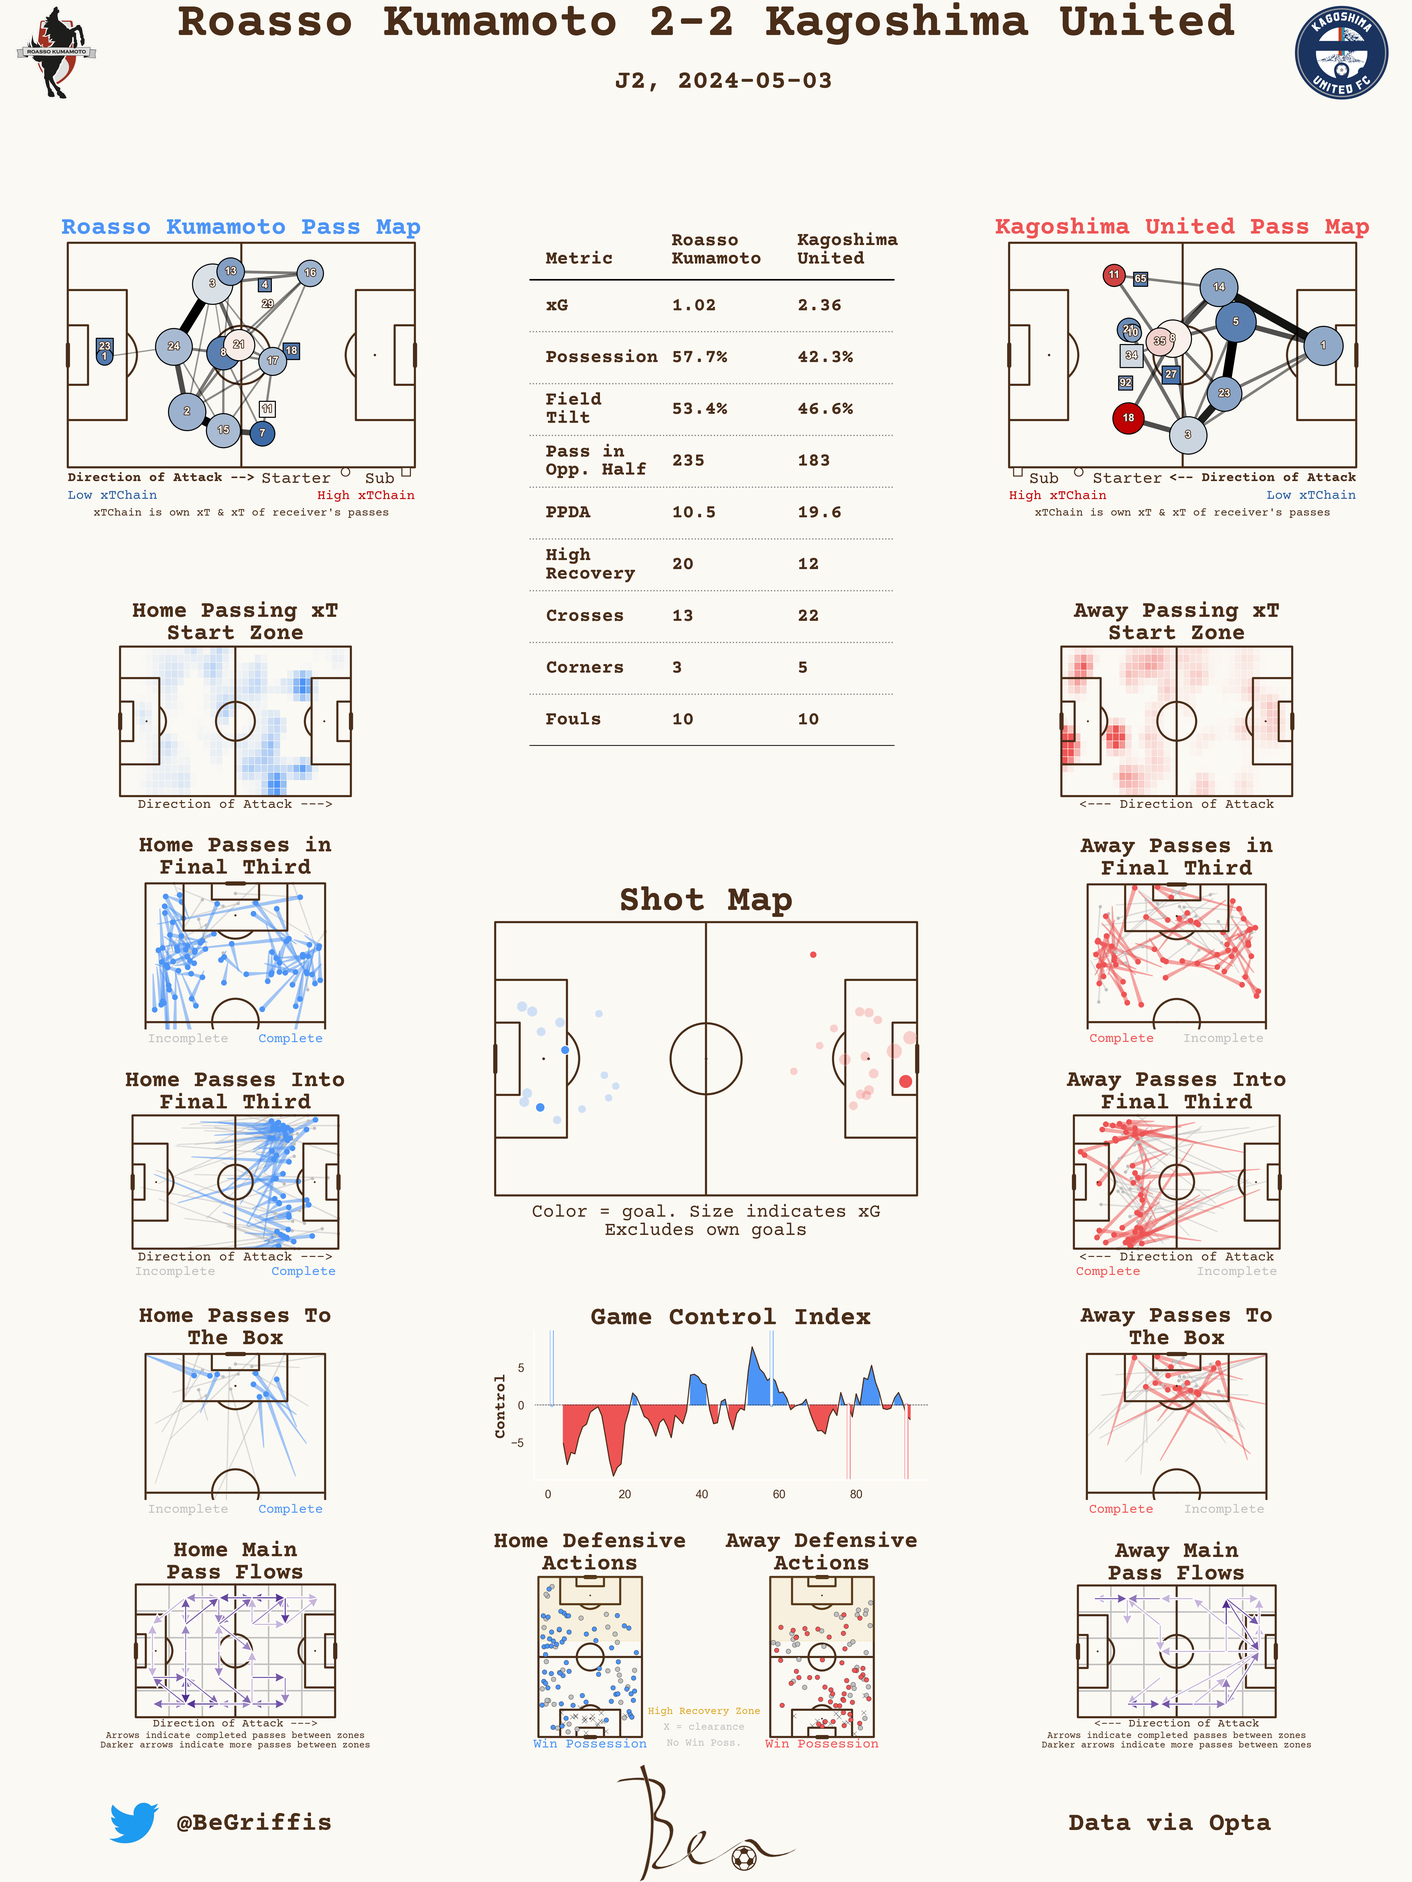 Roasso Kumamoto 2-2 Kagoshima United
J2, 2024-05-03
ROASSO KUMAMOTO
KAGOSHIMA
UNITED FC
Roasso Kumamoto Pass Map
13
16
3
4
29
23
1
24
8
21
17
18
2
11
15
7
Direction of Attack --> Starter Sub
Low xTChain High xTChain
xTChain is own xT & xT of receiver's passes
Metric Roasso Kumamoto Kagoshima United
xG 1.02 2.36
Possession 57.7% 42.3%
Field Tilt 53.4% 46.6%
Pass in Opp. Half 235 183
PPDA 10.5 19.6
High Recovery 20 12
Crosses 13 22
Corners 3 5
Fouls 10 10
Kagoshima United Pass Map
11
65
14
5
10
35
8
34
1
27
92
23
18
3
Sub Starter <-- Direction of Attack
High xTChain Low xTChain
xTChain is own xT & xT of receiver's passes
Home Passing xT
Start Zone
Direction of Attack --->
Away Passing xT
Start Zone
<--- Direction of Attack
Home Passes in
Final Third
Incomplete Complete
Away Passes in
Final Third
Complete Incomplete
Shot Map
Color = goal. Size indicates xG
Excludes own goals
Home Passes Into
Final Third
Direction of Attack --->
Incomplete Complete
Away Passes Into
Final Third
<--- Direction of Attack
Complete Incomplete
Home Passes To
The Box
Incomplete Complete
Game Control Index
Control
5
0
−5
0 20 40 60 80
Away Passes To
The Box
Complete Incomplete
Home Main
Pass Flows
Direction of Attack --->
Arrows indicate completed passes between zones
Darker arrows indicate more passes between zones
Home Defensive
Actions
Win Possession
High Recovery Zone
X = clearance
No Win Poss.
Away Defensive
Actions
Win Possession
Away Main
Pass Flows
<--- Direction of Attack
Arrows indicate completed passes between zones
Darker arrows indicate more passes between zones
@BeGriffis
Ben
Data via Opta